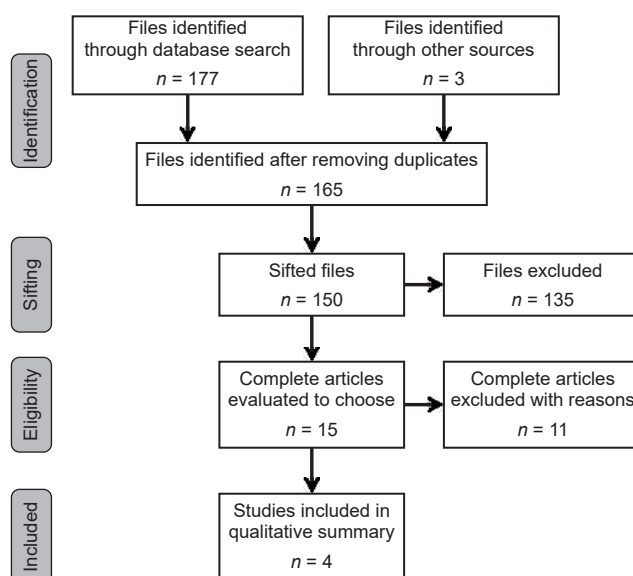 Files identified
through database search
n = 177
Files identified
through other sources
n = 3
Identification
Files identified after removing duplicates
n = 165
Sifting
Sifted files
n = 150
Files excluded
n = 135
Eligibility
Complete articles
evaluated to choose
n = 15
Complete articles
excluded with reasons
n = 11
Included
Studies included in
qualitative summary
n = 4